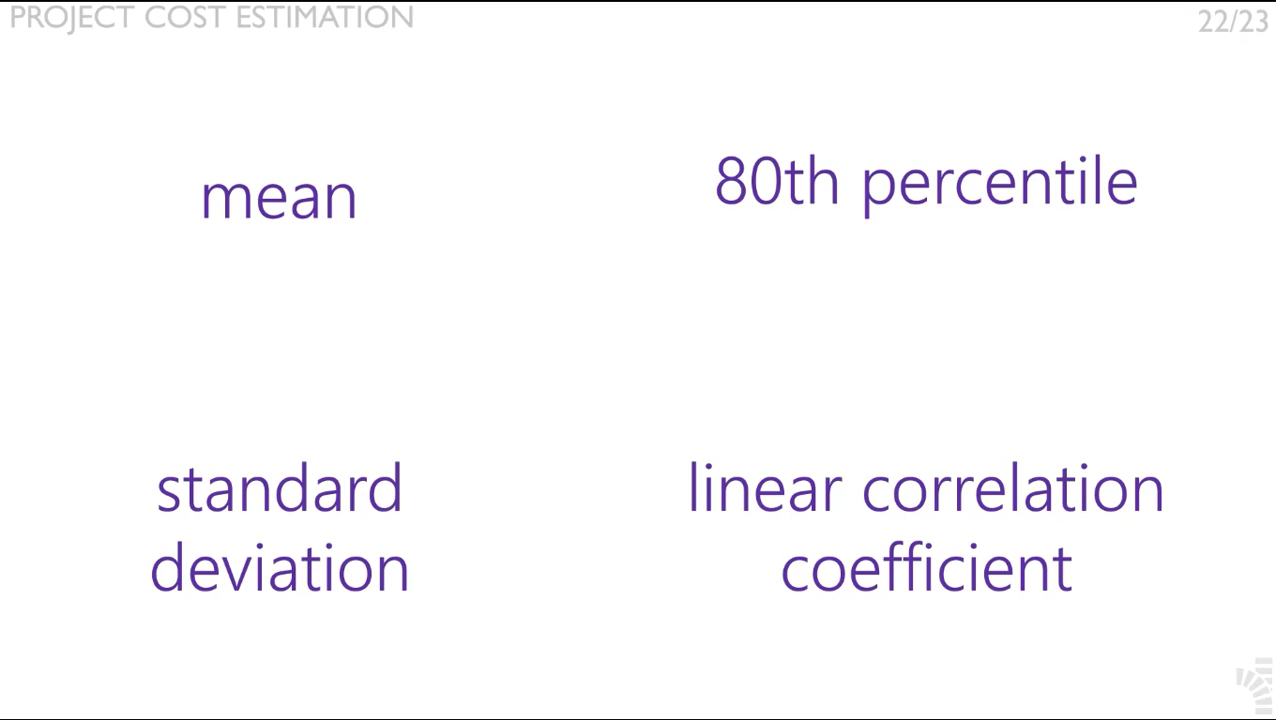 PROJECT COST ESTIMATION
22/23
mean
80th percentile
standard
deviation
linear correlation
coefficient